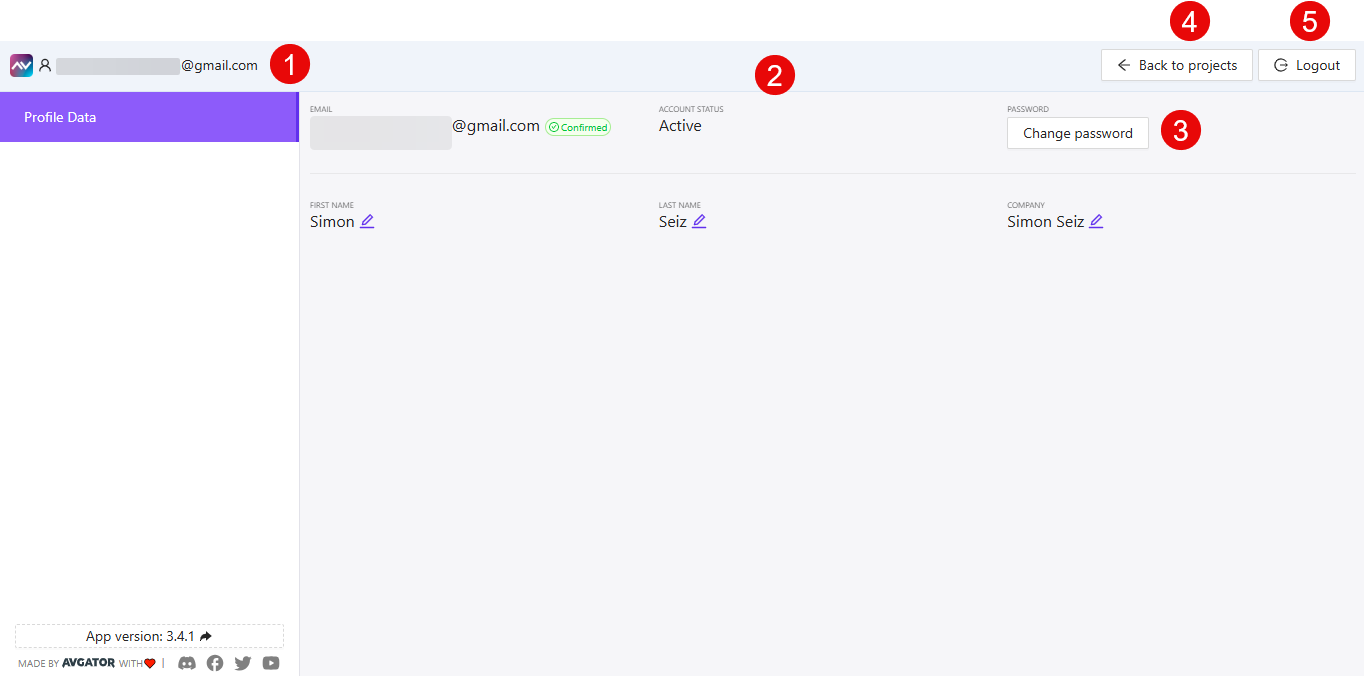 4
5
@gmail.com
1
2
Back to projects
Logout
Profile Data
EMAIL
@gmail.com Confirmed
ACCOUNT STATUS
Active
PASSWORD
Change password
3
FIRST NAME
Simon
LAST NAME
Seiz
COMPANY
Simon Seiz
App version: 3.4.1
MADE BY AVGATOR WITH |